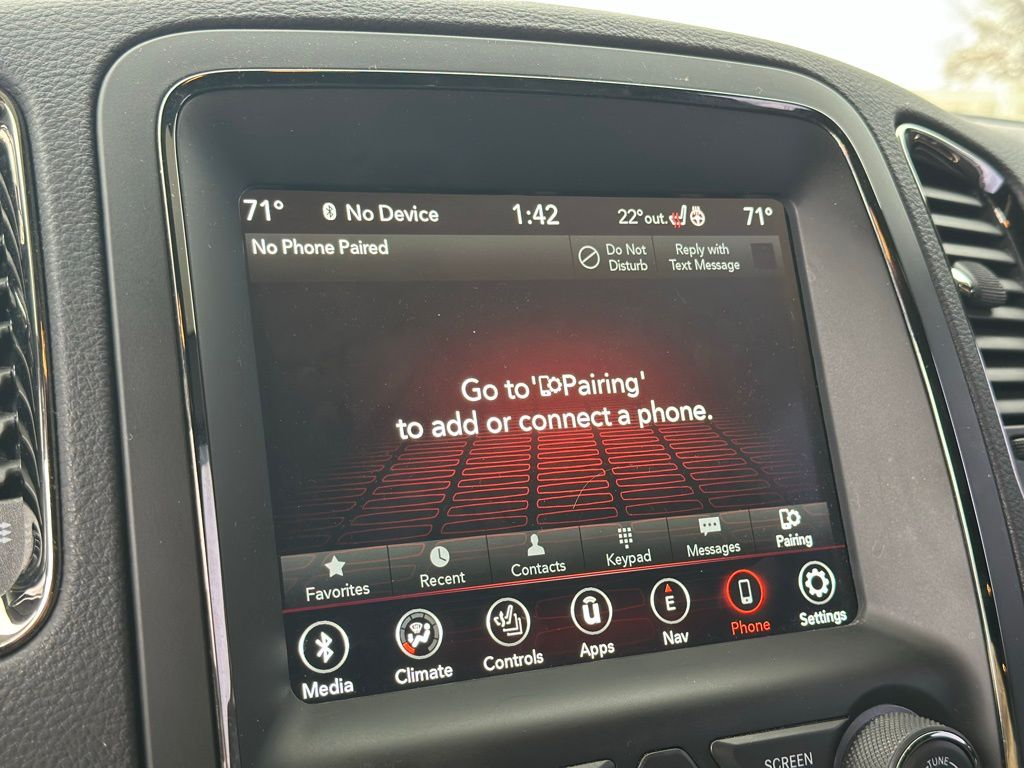 71° No Device 1:42 22°out. 71°
No Phone Paired
Do Not
Disturb
Reply with
Text Message
Go to 'Pairing'
to add or connect a phone.
Favorites Recent Contacts Keypad Messages Pairing
ū
E
Media Climate Controls Apps Nav Phone Settings
SCREEN
TUNE